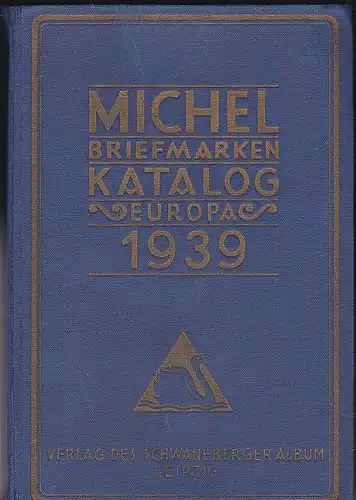 MICHEL
BRIEFMARKEN
KATALOG
EUROPA
1939
VERLAG DES SCHWANEBERGER ALBUM
LEIPZIG